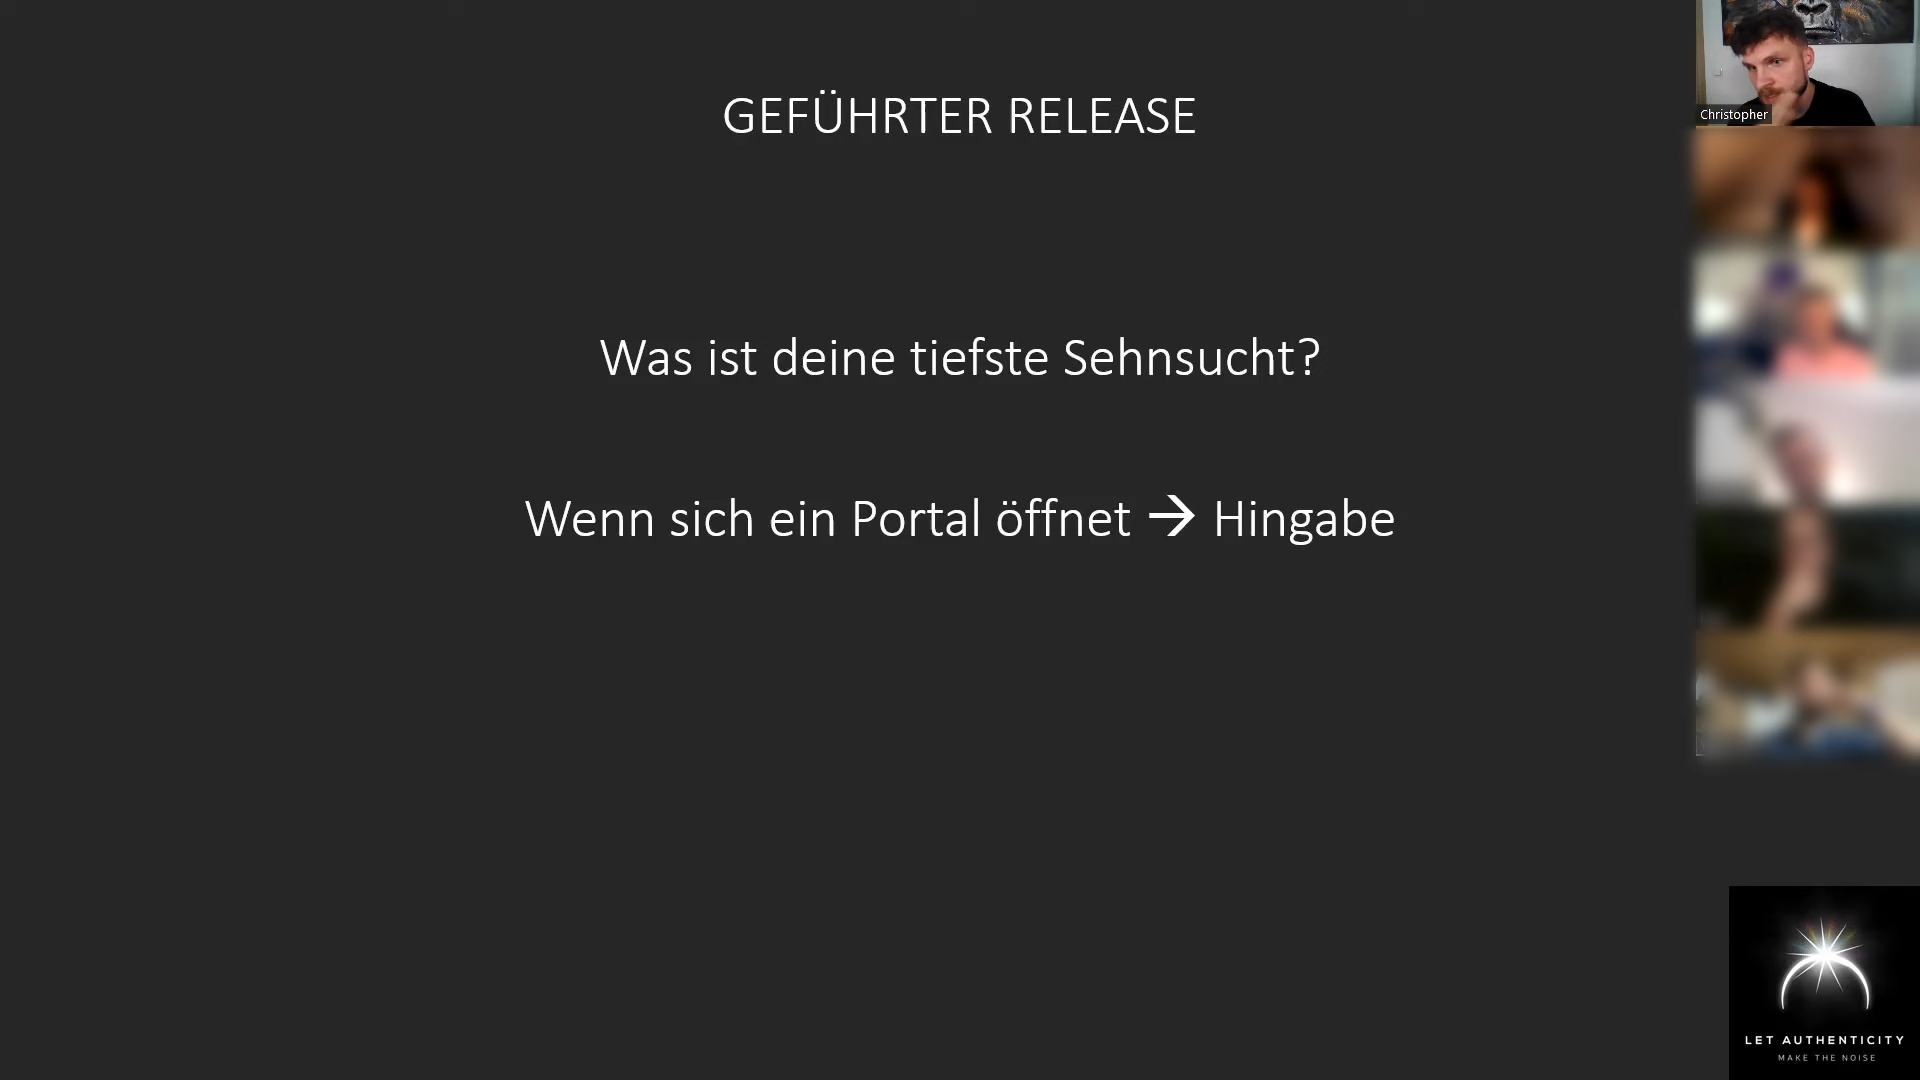 GEFÜHRTER RELEASE
Christopher
Was ist deine tiefste Sehnsucht?
Wenn sich ein Portal öffnet → Hingabe
LET AUTHENTICITY
MAKE THE NOISE